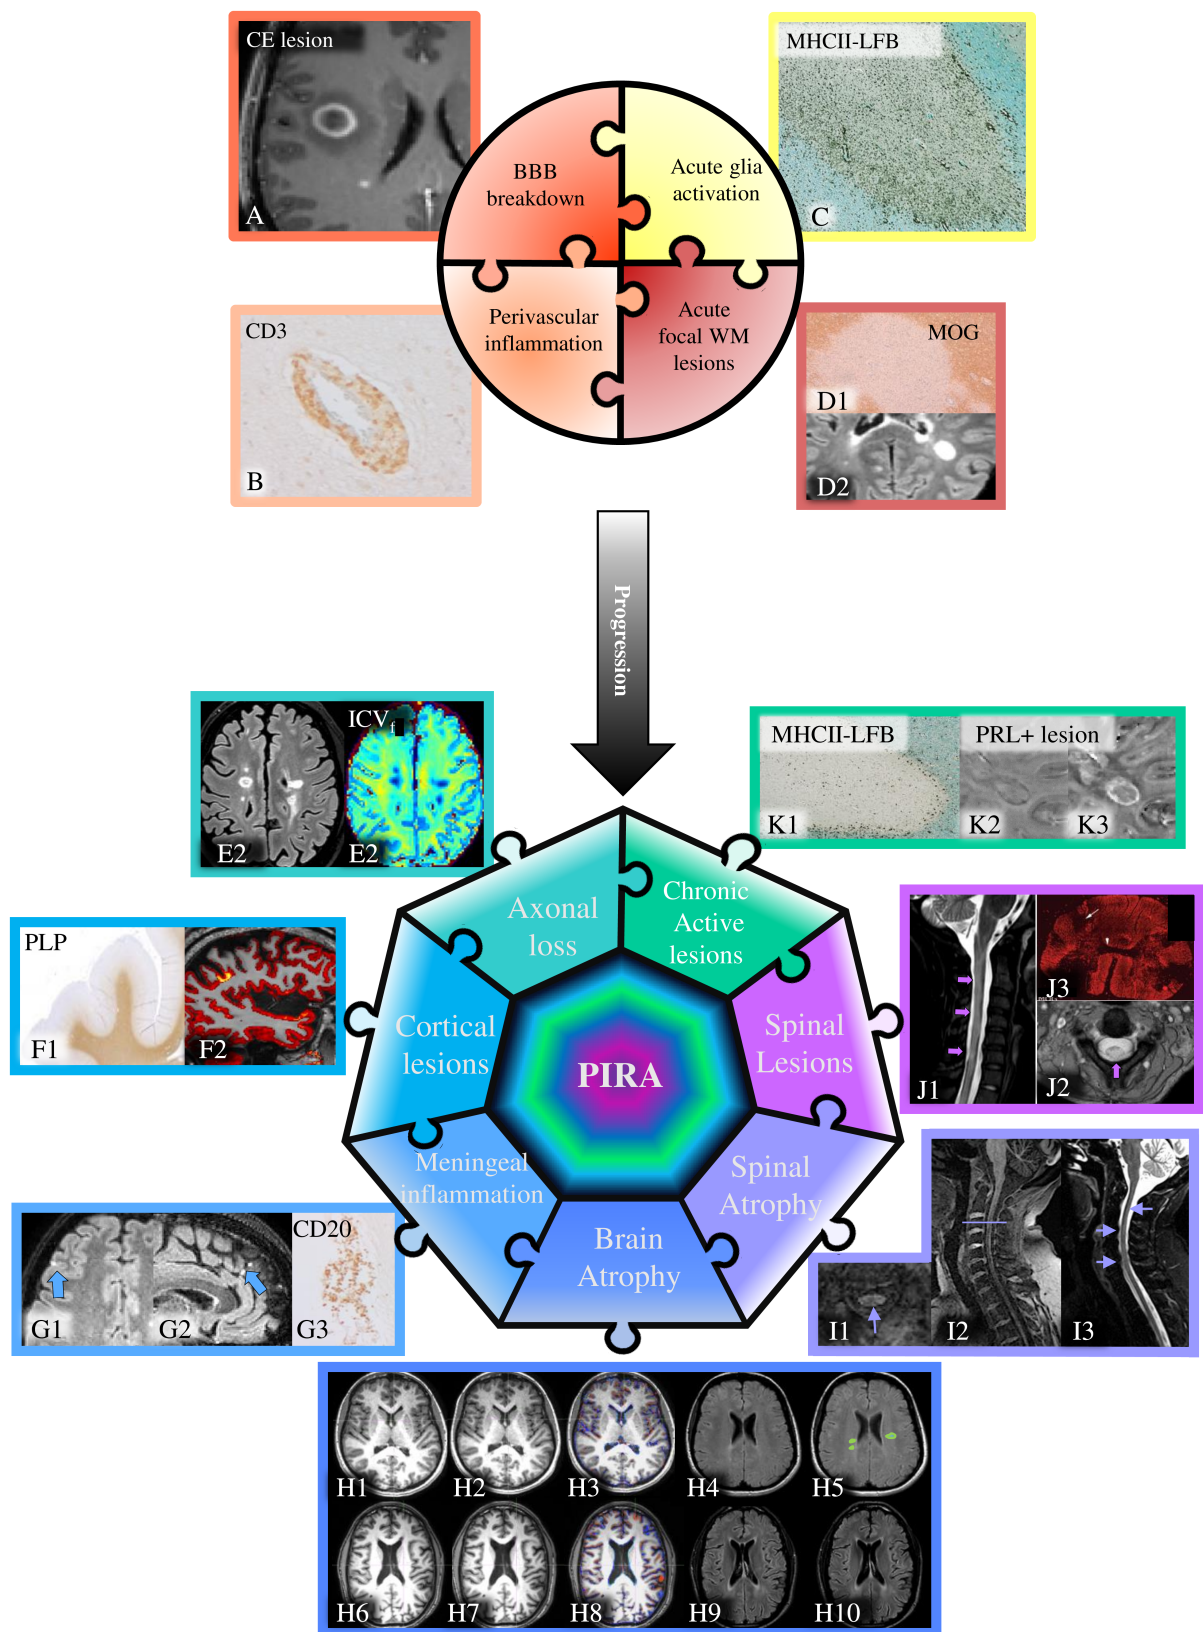 CE lesion
A
MHCII-LFB
C
BBB
breakdown
Acute glia
activation
Perivascular
inflammation
Acute
focal WM
lesions
CD3
B
MOG
D1
D2
Progression
ICVf
E2
E2
MHCII-LFB
PRL+ lesion
K1
K2
K3
Axonal
loss
Chronic
Active
lesions
PLP
F1
F2
Cortical
lesions
PIRA
Spinal
Lesions
J1
J3
J2
Meningeal
inflammation
Brain
Atrophy
Spinal
Atrophy
CD20
G1
G2
G3
I1
I2
I3
H1
H2
H3
H4
H5
H6
H7
H8
H9
H10